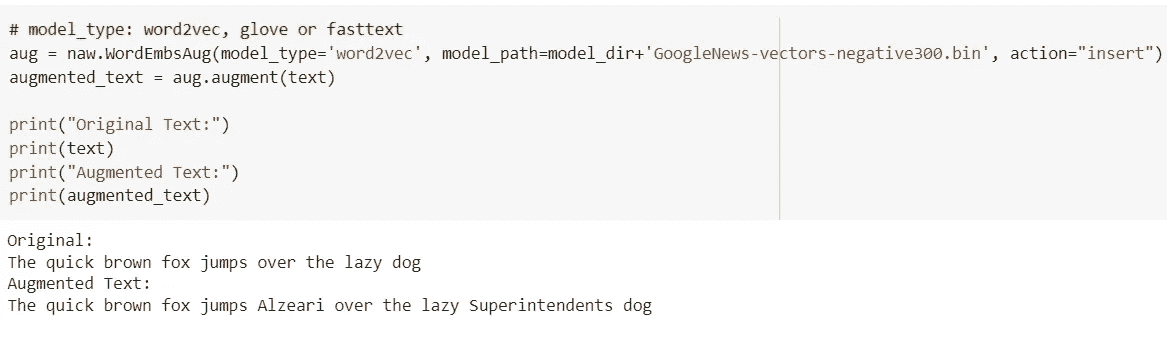 # model_type: word2vec, glove or fasttext
aug = naw.WordEmbsAug(model_type='word2vec', model_path=model_dir+'GoogleNews-vectors-negative300.bin', action="insert")
augmented_text = aug.augment(text)
print("Original Text:")
print(text)
print("Augmented Text:")
print(augmented_text)
Original:
The quick brown fox jumps over the lazy dog
Augmented Text:
The quick brown fox jumps Alzeari over the lazy Superintendents dog